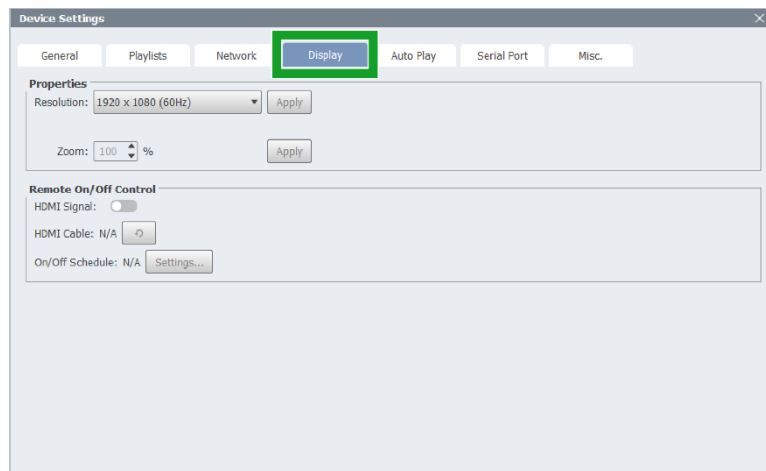 Device Settings
General Playlists Network Display Auto Play Serial Port Misc.
Properties
Resolution: 1920 x 1080 (60Hz) Apply
Zoom: 100 % Apply
Remote On/Off Control
HDMI Signal:
HDMI Cable: N/A
On/Off Schedule: N/A Settings...